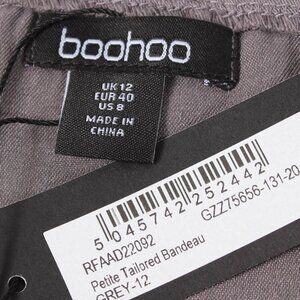 boohoo
UK 12
EUR 40
US 8
MADE IN
CHINA
5 045742 252442
RFAAD22092
GZZ75656-131-20
Petite Tailored Bandeau
GREY-12